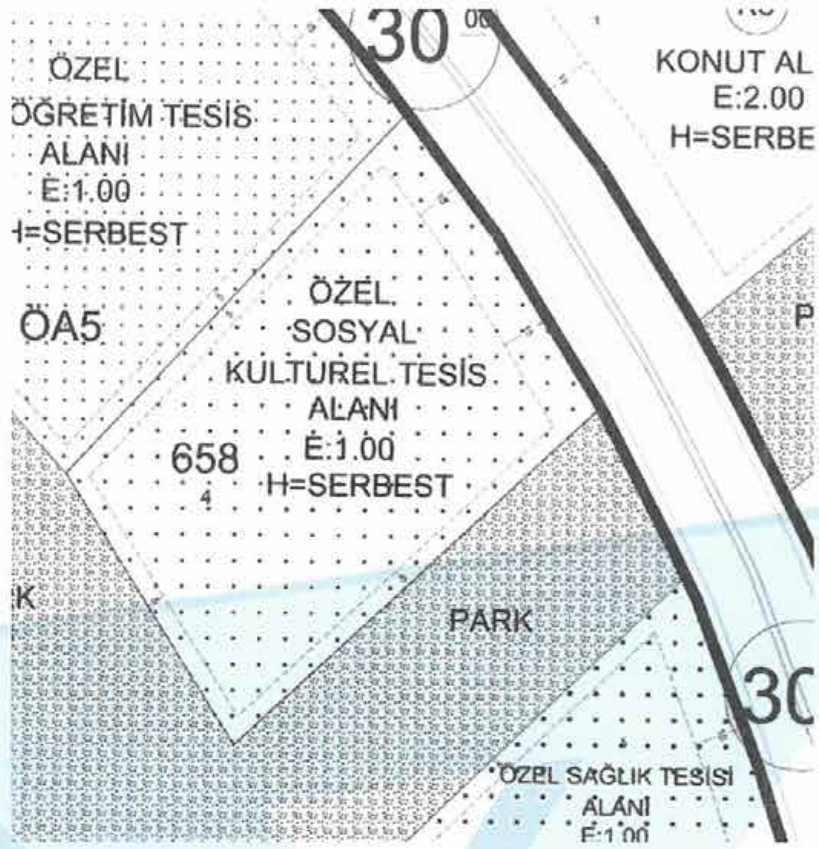 30 00
1
ÖZEL
ÖĞRETİM TESİS
ALANI
E:1.00
H=SERBEST
ÖA5
KONUT AL
E:2.00
H=SERBE
P
ÖZEL
SOSYAL
KULTUREL TESİS
ALANI
E:1.00
H=SERBEST
658
4
K
PARK
30
ÖZEL SAĞLIK TESİSİ
ALANI
E:1.00